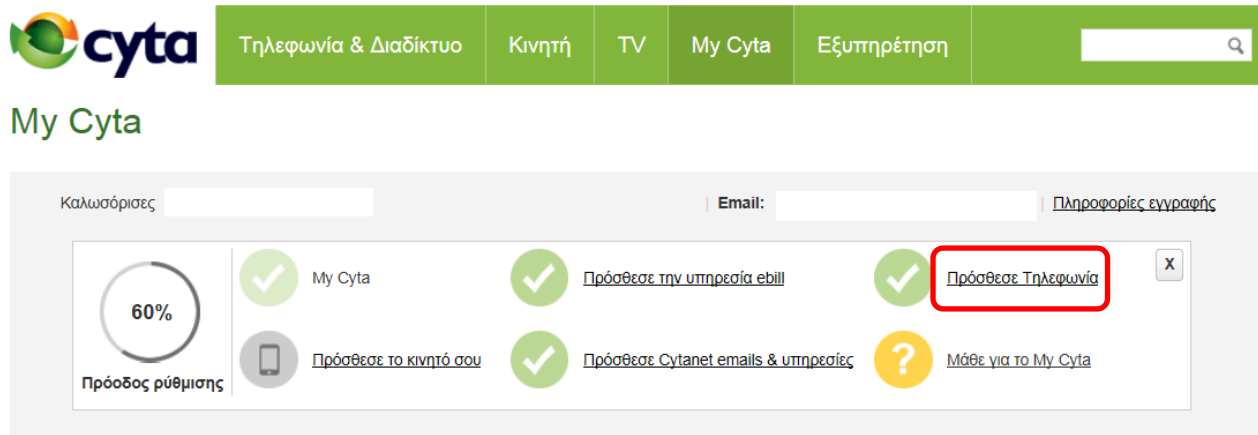 cyta
Τηλεφωνία & Διαδίκτυο Κινητή TV My Cyta Εξυπηρέτηση
My Cyta
Καλωσόρισες | Email: | Πληροφορίες εγγραφής
60%
Πρόοδος ρύθμισης
My Cyta Πρόσθεσε την υπηρεσία ebill Πρόσθεσε Τηλεφωνία X
Πρόσθεσε το κινητό σου Πρόσθεσε Cytanet emails & υπηρεσίες ? Μάθε για το My Cyta